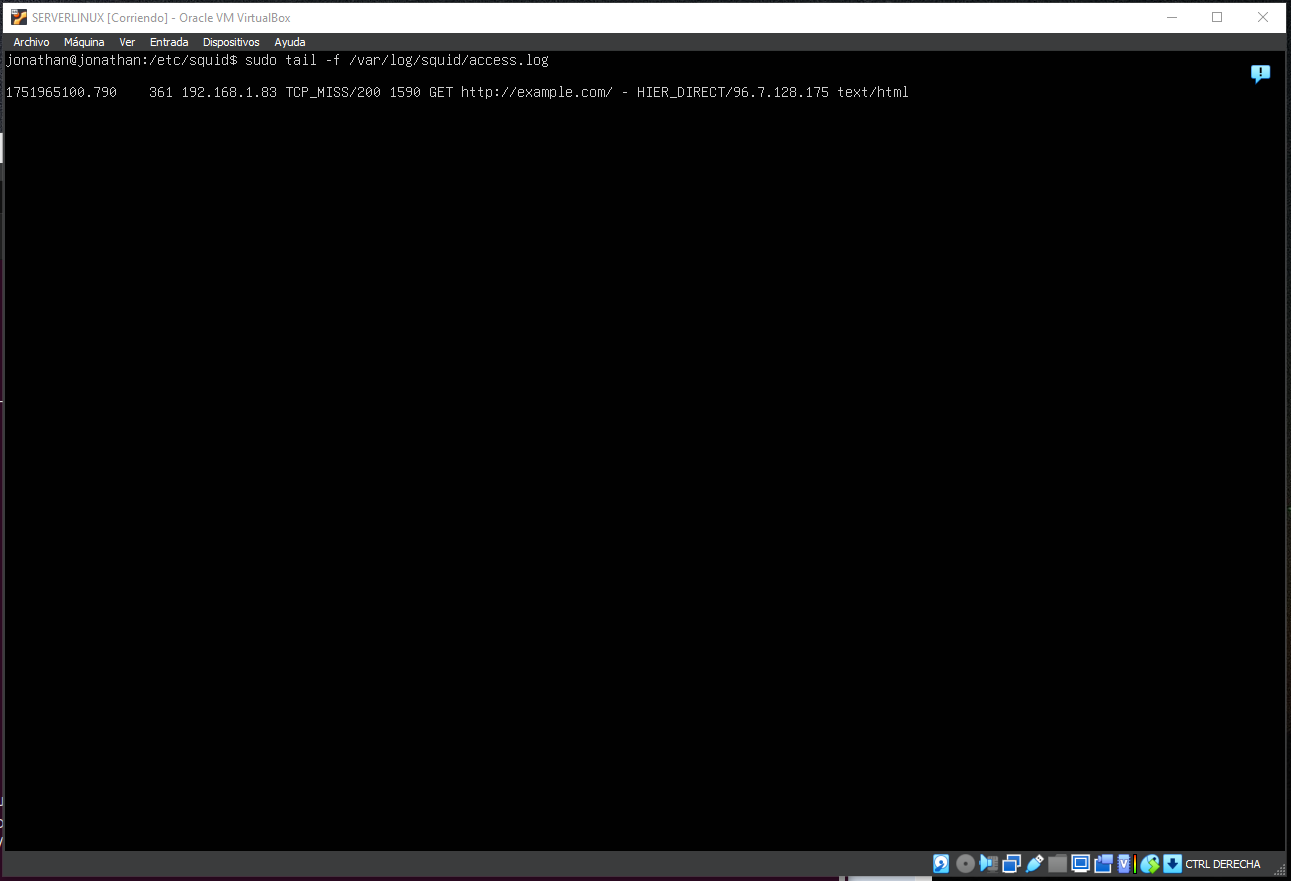 SERVERLINUX [Corriendo] - Oracle VM VirtualBox
Archivo Máquina Ver Entrada Dispositivos Ayuda
jonathan@jonathan:/etc/squid$ sudo tail -f /var/log/squid/access.log
1751965100.790    361 192.168.1.83 TCP_MISS/200 1590 GET http://example.com/ - HIER_DIRECT/96.7.128.175 text/html
CTRL DERECHA